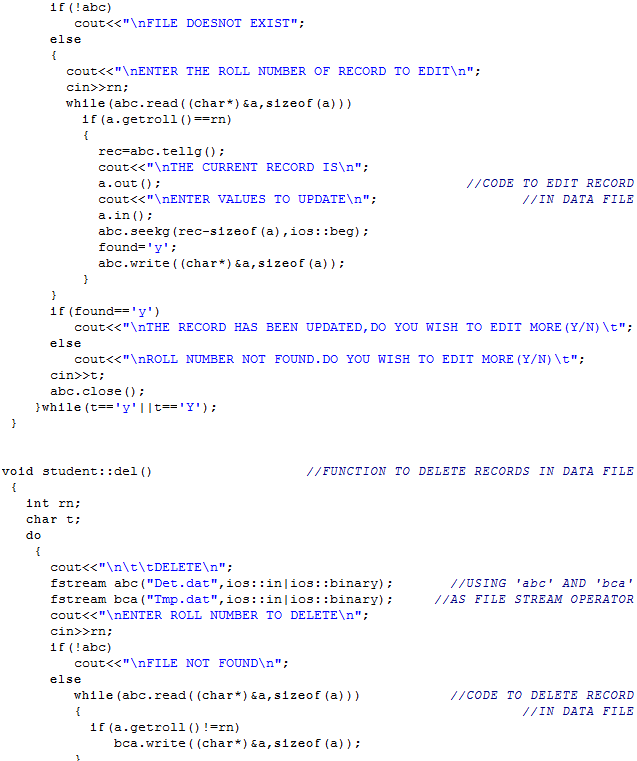 if(!abc)
cout<<"\nFILE DOESNOT EXIST";
else
{
cout<<"\nENTER THE ROLL NUMBER OF RECORD TO EDIT\n";
cin>>rn;
while(abc.read((char*)&a,sizeof(a)))
if(a.getroll()==rn)
{
rec=abc.tellg();
cout<<"\nTHE CURRENT RECORD IS\n";
a.out(); //CODE TO EDIT RECORD
cout<<"\nENTER VALUES TO UPDATE\n"; //IN DATA FILE
a.in();
abc.seekg(rec-sizeof(a),ios::beg);
found='y';
abc.write((char*)&a,sizeof(a));
}
}
if(found=='y')
cout<<"\nTHE RECORD HAS BEEN UPDATED,DO YOU WISH TO EDIT MORE(Y/N)\t";
else
cout<<"\nROLL NUMBER NOT FOUND.DO YOU WISH TO EDIT MORE(Y/N)\t";
cin>>t;
abc.close();
}while(t=='y'||t=='Y');
}
void student::del() //FUNCTION TO DELETE RECORDS IN DATA FILE
{
int rn;
char t;
do
{
cout<<"\n\t\tDELETE\n";
fstream abc("Det.dat",ios::in|ios::binary); //USING 'abc' AND 'bca'
fstream bca("Tmp.dat",ios::in|ios::binary); //AS FILE STREAM OPERATOR
cout<<"\nENTER ROLL NUMBER TO DELETE\n";
cin>>rn;
if(!abc)
cout<<"\nFILE NOT FOUND\n";
else
while(abc.read((char*)&a,sizeof(a))) //CODE TO DELETE RECORD
{ //IN DATA FILE
if(a.getroll()!=rn)
bca.write((char*)&a,sizeof(a));
}